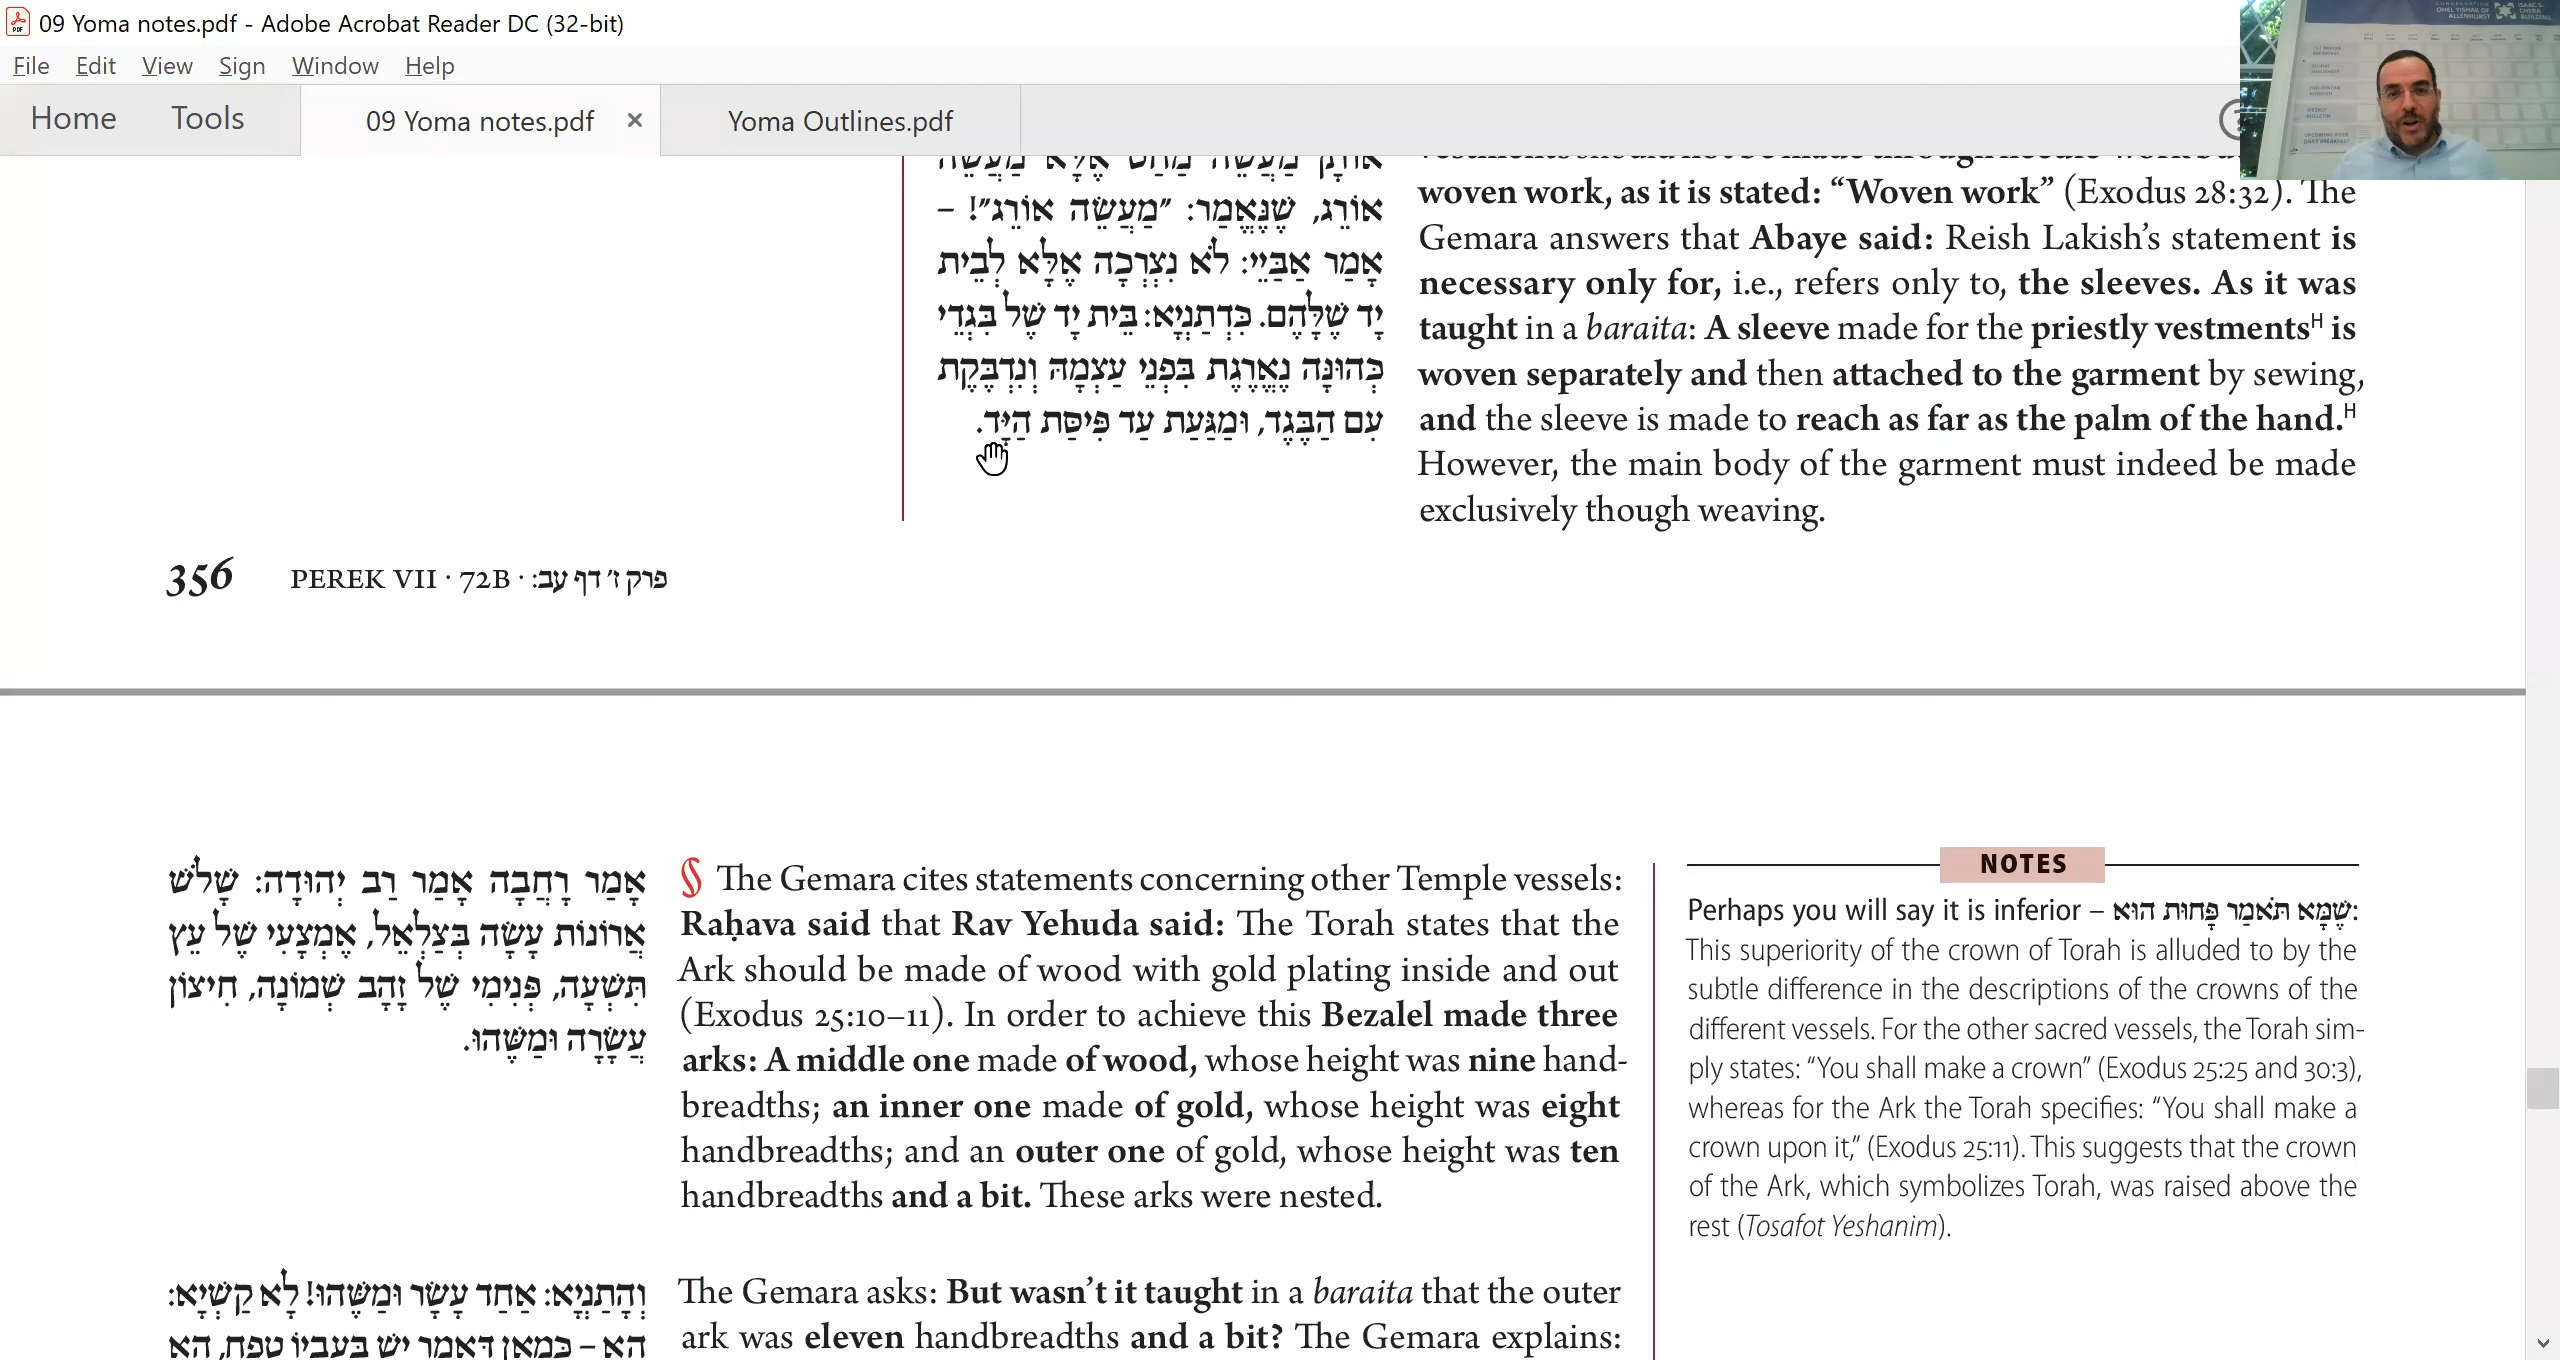 09 Yoma notes.pdf - Adobe Acrobat Reader DC (32-bit)
File Edit View Sign Window Help
Home Tools 09 Yoma notes.pdf × Yoma Outlines.pdf
אוֹתָן מַעֲשֵׂה מַחַט אֶלָּא מַעֲשֵׂה
אוֹרֵג, שֶׁנֶּאֱמַר: ״מַעֲשֵׂה אוֹרֵג״! –
אָמַר אַבַּיֵי: לֹא נִצְרְכָה אֶלָּא לְבֵית
יָד שֶׁלָּהֶם. כִּדְתַנְיָא: בֵּית יָד שֶׁל בִּגְדֵי
כְּהוּנָּה נֶאֱרֶגֶת בִּפְנֵי עַצְמָהּ וְנִדְבֶּקֶת
עִם הַבֶּגֶד, וּמַגַּעַת עַד פִּיסַּת הַיָּד.
vestments should not be made through needle-work
woven work, as it is stated: “Woven work” (Exodus 28:32). The
Gemara answers that Abaye said: Reish Lakish’s statement is
necessary only for, i.e., refers only to, the sleeves. As it was
taught in a baraita: A sleeve made for the priestly vestmentsᴴ is
woven separately and then attached to the garment by sewing,
and the sleeve is made to reach as far as the palm of the hand.ᴴ
However, the main body of the garment must indeed be made
exclusively though weaving.
356 PEREK VII · 72B · פרק ז׳ דף עב:
אָמַר רָחֲבָה אָמַר רַב יְהוּדָה: שָׁלֹשׁ
אֲרוֹנוֹת עָשָׂה בְּצַלְאֵל, אֶמְצָעִי שֶׁל עֵץ
תִּשְׁעָה, פְּנִימִי שֶׁל זָהָב שְׁמוֹנָה, חִיצוֹן
עֲשָׂרָה וּמַשֶּׁהוּ.
§ The Gemara cites statements concerning other Temple vessels:
Raḥava said that Rav Yehuda said: The Torah states that the
Ark should be made of wood with gold plating inside and out
(Exodus 25:10–11). In order to achieve this Bezalel made three
arks: A middle one made of wood, whose height was nine hand-
breadths; an inner one made of gold, whose height was eight
handbreadths; and an outer one of gold, whose height was ten
handbreadths and a bit. These arks were nested.
וְהָתַנְיָא: אַחַד עָשָׂר וּמַשֶּׁהוּ! לָא קַשְׁיָא:
הָא – כְּמַאן דְּאָמַר יֵשׁ בְּעָבְיוֹ טֶפַח, הָא
The Gemara asks: But wasn’t it taught in a baraita that the outer
ark was eleven handbreadths and a bit? The Gemara explains:
NOTES
Perhaps you will say it is inferior – שֶׁמָּא תֹּאמַר פָּחוּת הוּא:
This superiority of the crown of Torah is alluded to by the
subtle difference in the descriptions of the crowns of the
different vessels. For the other sacred vessels, the Torah sim-
ply states: “You shall make a crown” (Exodus 25:25 and 30:3),
whereas for the Ark the Torah specifies: “You shall make a
crown upon it,” (Exodus 25:11). This suggests that the crown
of the Ark, which symbolizes Torah, was raised above the
rest (Tosafot Yeshanim).